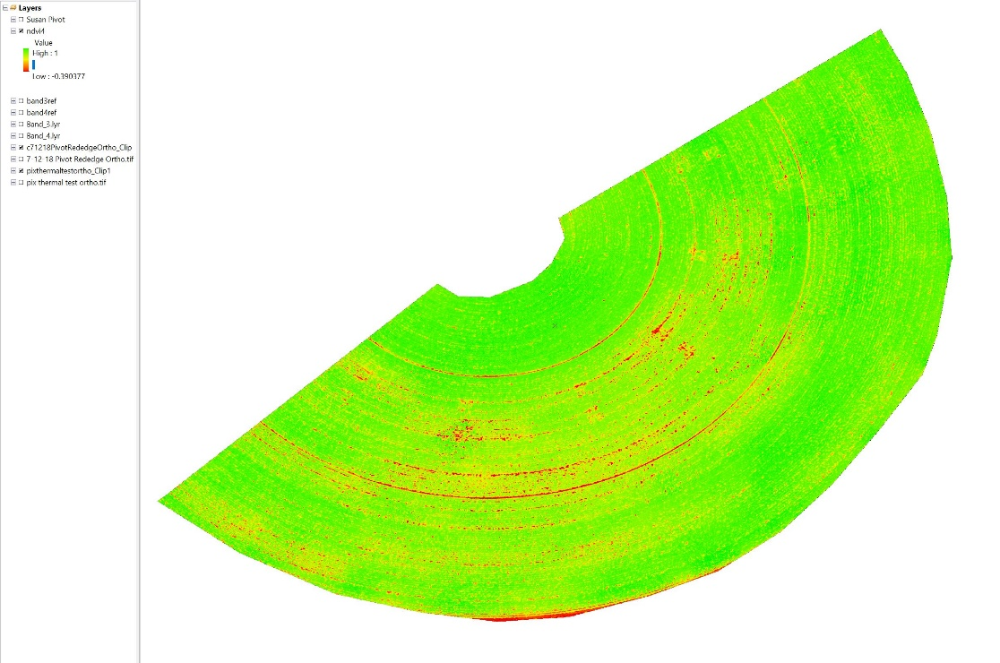 Layers
Susan Pivot
ndvi4
Value
High : 1
Low : -0.390377
band3ref
band4ref
Band_3.lyr
Band_4.lyr
c71218PivotRededgeOrtho_Clip
7-12-18 Pivot Rededge Ortho.tif
pixthermaltestortho_Clip1
pix thermal test ortho.tif